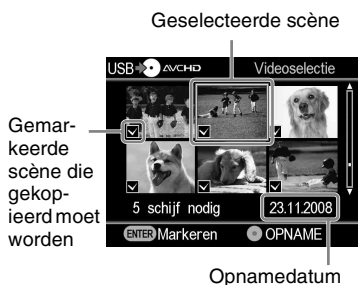 Geselecteerde scène
USB AVCHD Videoselectie
Gemar-
keerde
scène die
gekop-
ieerd moet
worden
5 schijf nodig 23.11.2008
ENTER Markeren OPNAME
Opnamedatum